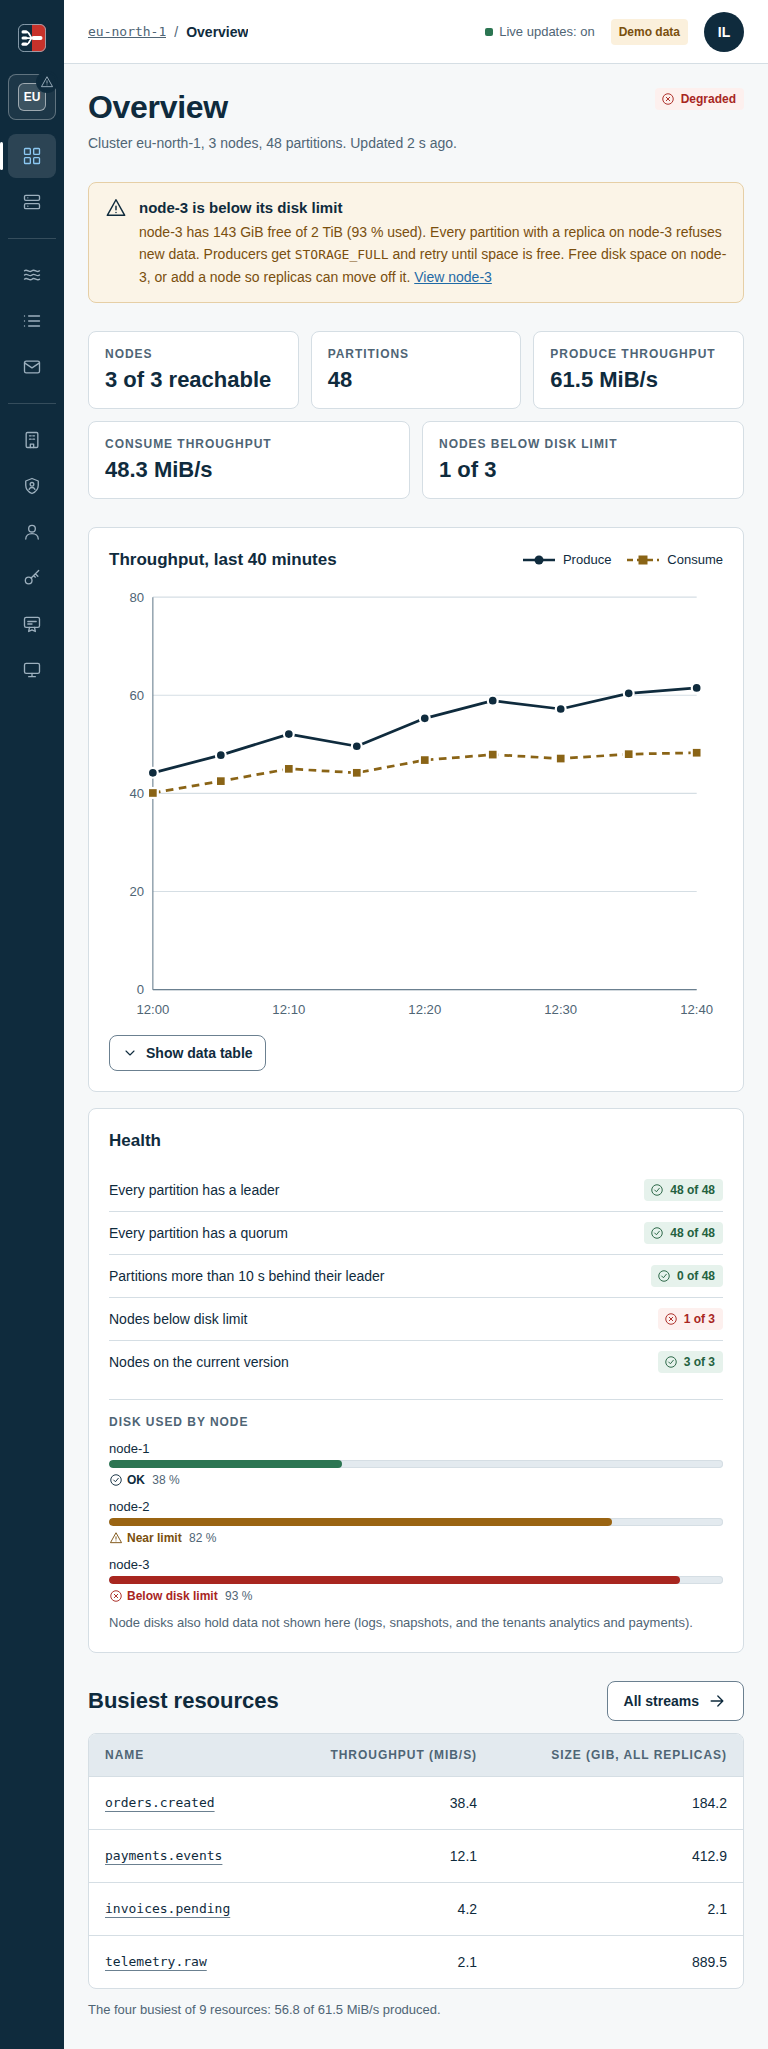 eu-north-1 / Overview
Live updates: on
Demo data
IL
EU
Overview
Degraded
Cluster eu-north-1, 3 nodes, 48 partitions. Updated 2 s ago.
node-3 is below its disk limit
node-3 has 143 GiB free of 2 TiB (93 % used). Every partition with a replica on node-3 refuses
new data. Producers get STORAGE_FULL and retry until space is free. Free disk space on node-
3, or add a node so replicas can move off it. View node-3
NODES
3 of 3 reachable
PARTITIONS
48
PRODUCE THROUGHPUT
61.5 MiB/s
CONSUME THROUGHPUT
48.3 MiB/s
NODES BELOW DISK LIMIT
1 of 3
Throughput, last 40 minutes
Produce
Consume
80
60
40
20
0
12:00
12:10
12:20
12:30
12:40
Show data table
Health
Every partition has a leader
48 of 48
Every partition has a quorum
48 of 48
Partitions more than 10 s behind their leader
0 of 48
Nodes below disk limit
1 of 3
Nodes on the current version
3 of 3
DISK USED BY NODE
node-1
OK 38 %
node-2
Near limit 82 %
node-3
Below disk limit 93 %
Node disks also hold data not shown here (logs, snapshots, and the tenants analytics and payments).
Busiest resources
All streams
NAME THROUGHPUT (MIB/S) SIZE (GIB, ALL REPLICAS)
orders.created 38.4 184.2
payments.events 12.1 412.9
invoices.pending 4.2 2.1
telemetry.raw 2.1 889.5
The four busiest of 9 resources: 56.8 of 61.5 MiB/s produced.